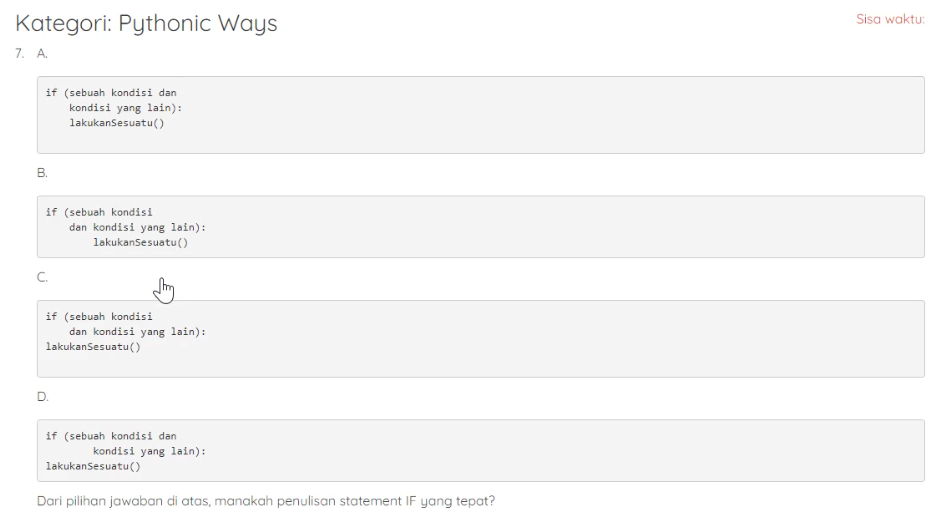 Kategori: Pythonic Ways
Sisa waktu:
7. A.
if (sebuah kondisi dan
    kondisi yang lain):
    lakukanSesuatu()
B.
if (sebuah kondisi
    dan kondisi yang lain):
        lakukanSesuatu()
C.
if (sebuah kondisi
    dan kondisi yang lain):
lakukanSesuatu()
D.
if (sebuah kondisi dan
        kondisi yang lain):
lakukanSesuatu()
Dari pilihan jawaban di atas, manakah penulisan statement IF yang tepat?